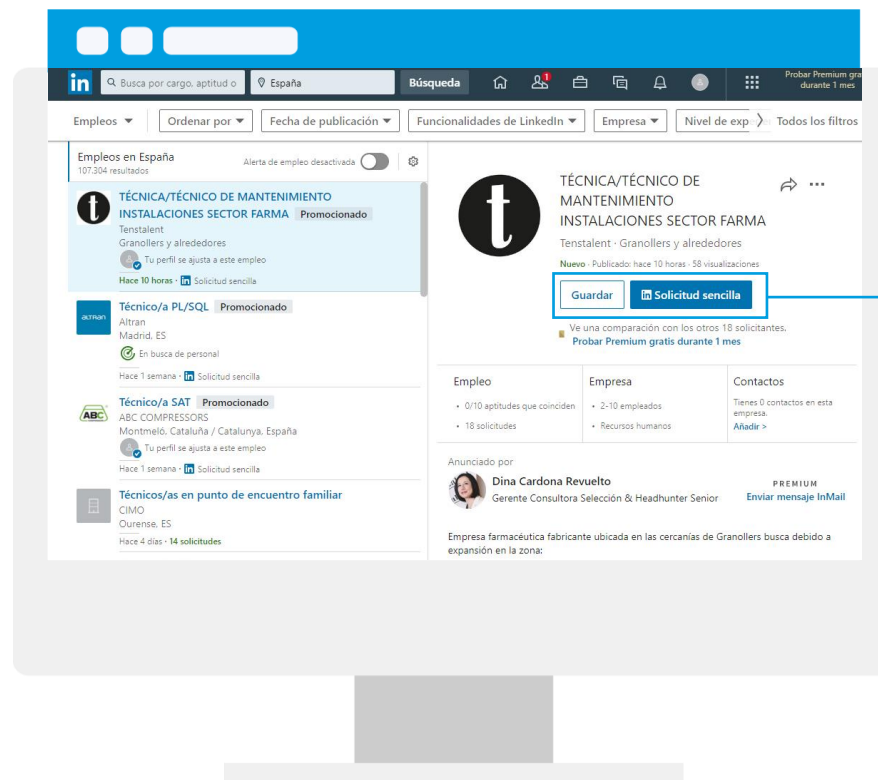 in
Busca por cargo, aptitud o
España
Búsqueda
1
Probar Premium gra
durante 1 mes
Empleos
Ordenar por
Fecha de publicación
Funcionalidades de LinkedIn
Empresa
Nivel de exp
Todos los filtros
Empleos en España
107.304 resultados
Alerta de empleo desactivada
t
TÉCNICA/TÉCNICO DE MANTENIMIENTO
INSTALACIONES SECTOR FARMA Promocionado
Tenstalent
Granollers y alrededores
Tu perfil se ajusta a este empleo
Hace 10 horas · in Solicitud sencilla
altran
Técnico/a PL/SQL Promocionado
Altran
Madrid, ES
En busca de personal
Hace 1 semana · in Solicitud sencilla
ABC
Técnico/a SAT Promocionado
ABC COMPRESSORS
Montmeló, Cataluña / Catalunya, España
Tu perfil se ajusta a este empleo
Hace 1 semana · in Solicitud sencilla
Técnicos/as en punto de encuentro familiar
CIMO
Ourense, ES
Hace 4 días · 14 solicitudes
t
TÉCNICA/TÉCNICO DE
MANTENIMIENTO
INSTALACIONES SECTOR FARMA
Tenstalent · Granollers y alrededores
Nuevo · Publicado: hace 10 horas · 58 visualizaciones
Guardar
in Solicitud sencilla
Ve una comparación con los otros 18 solicitantes.
Probar Premium gratis durante 1 mes
Empleo
• 0/10 aptitudes que coinciden
• 18 solicitudes
Empresa
• 2-10 empleados
• Recursos humanos
Contactos
Tienes 0 contactos en esta
empresa.
Añadir >
Anunciado por
Dina Cardona Revuelto
Gerente Consultora Selección & Headhunter Senior
PREMIUM
Enviar mensaje InMail
Empresa farmacéutica fabricante ubicada en las cercanías de Granollers busca debido a
expansión en la zona: